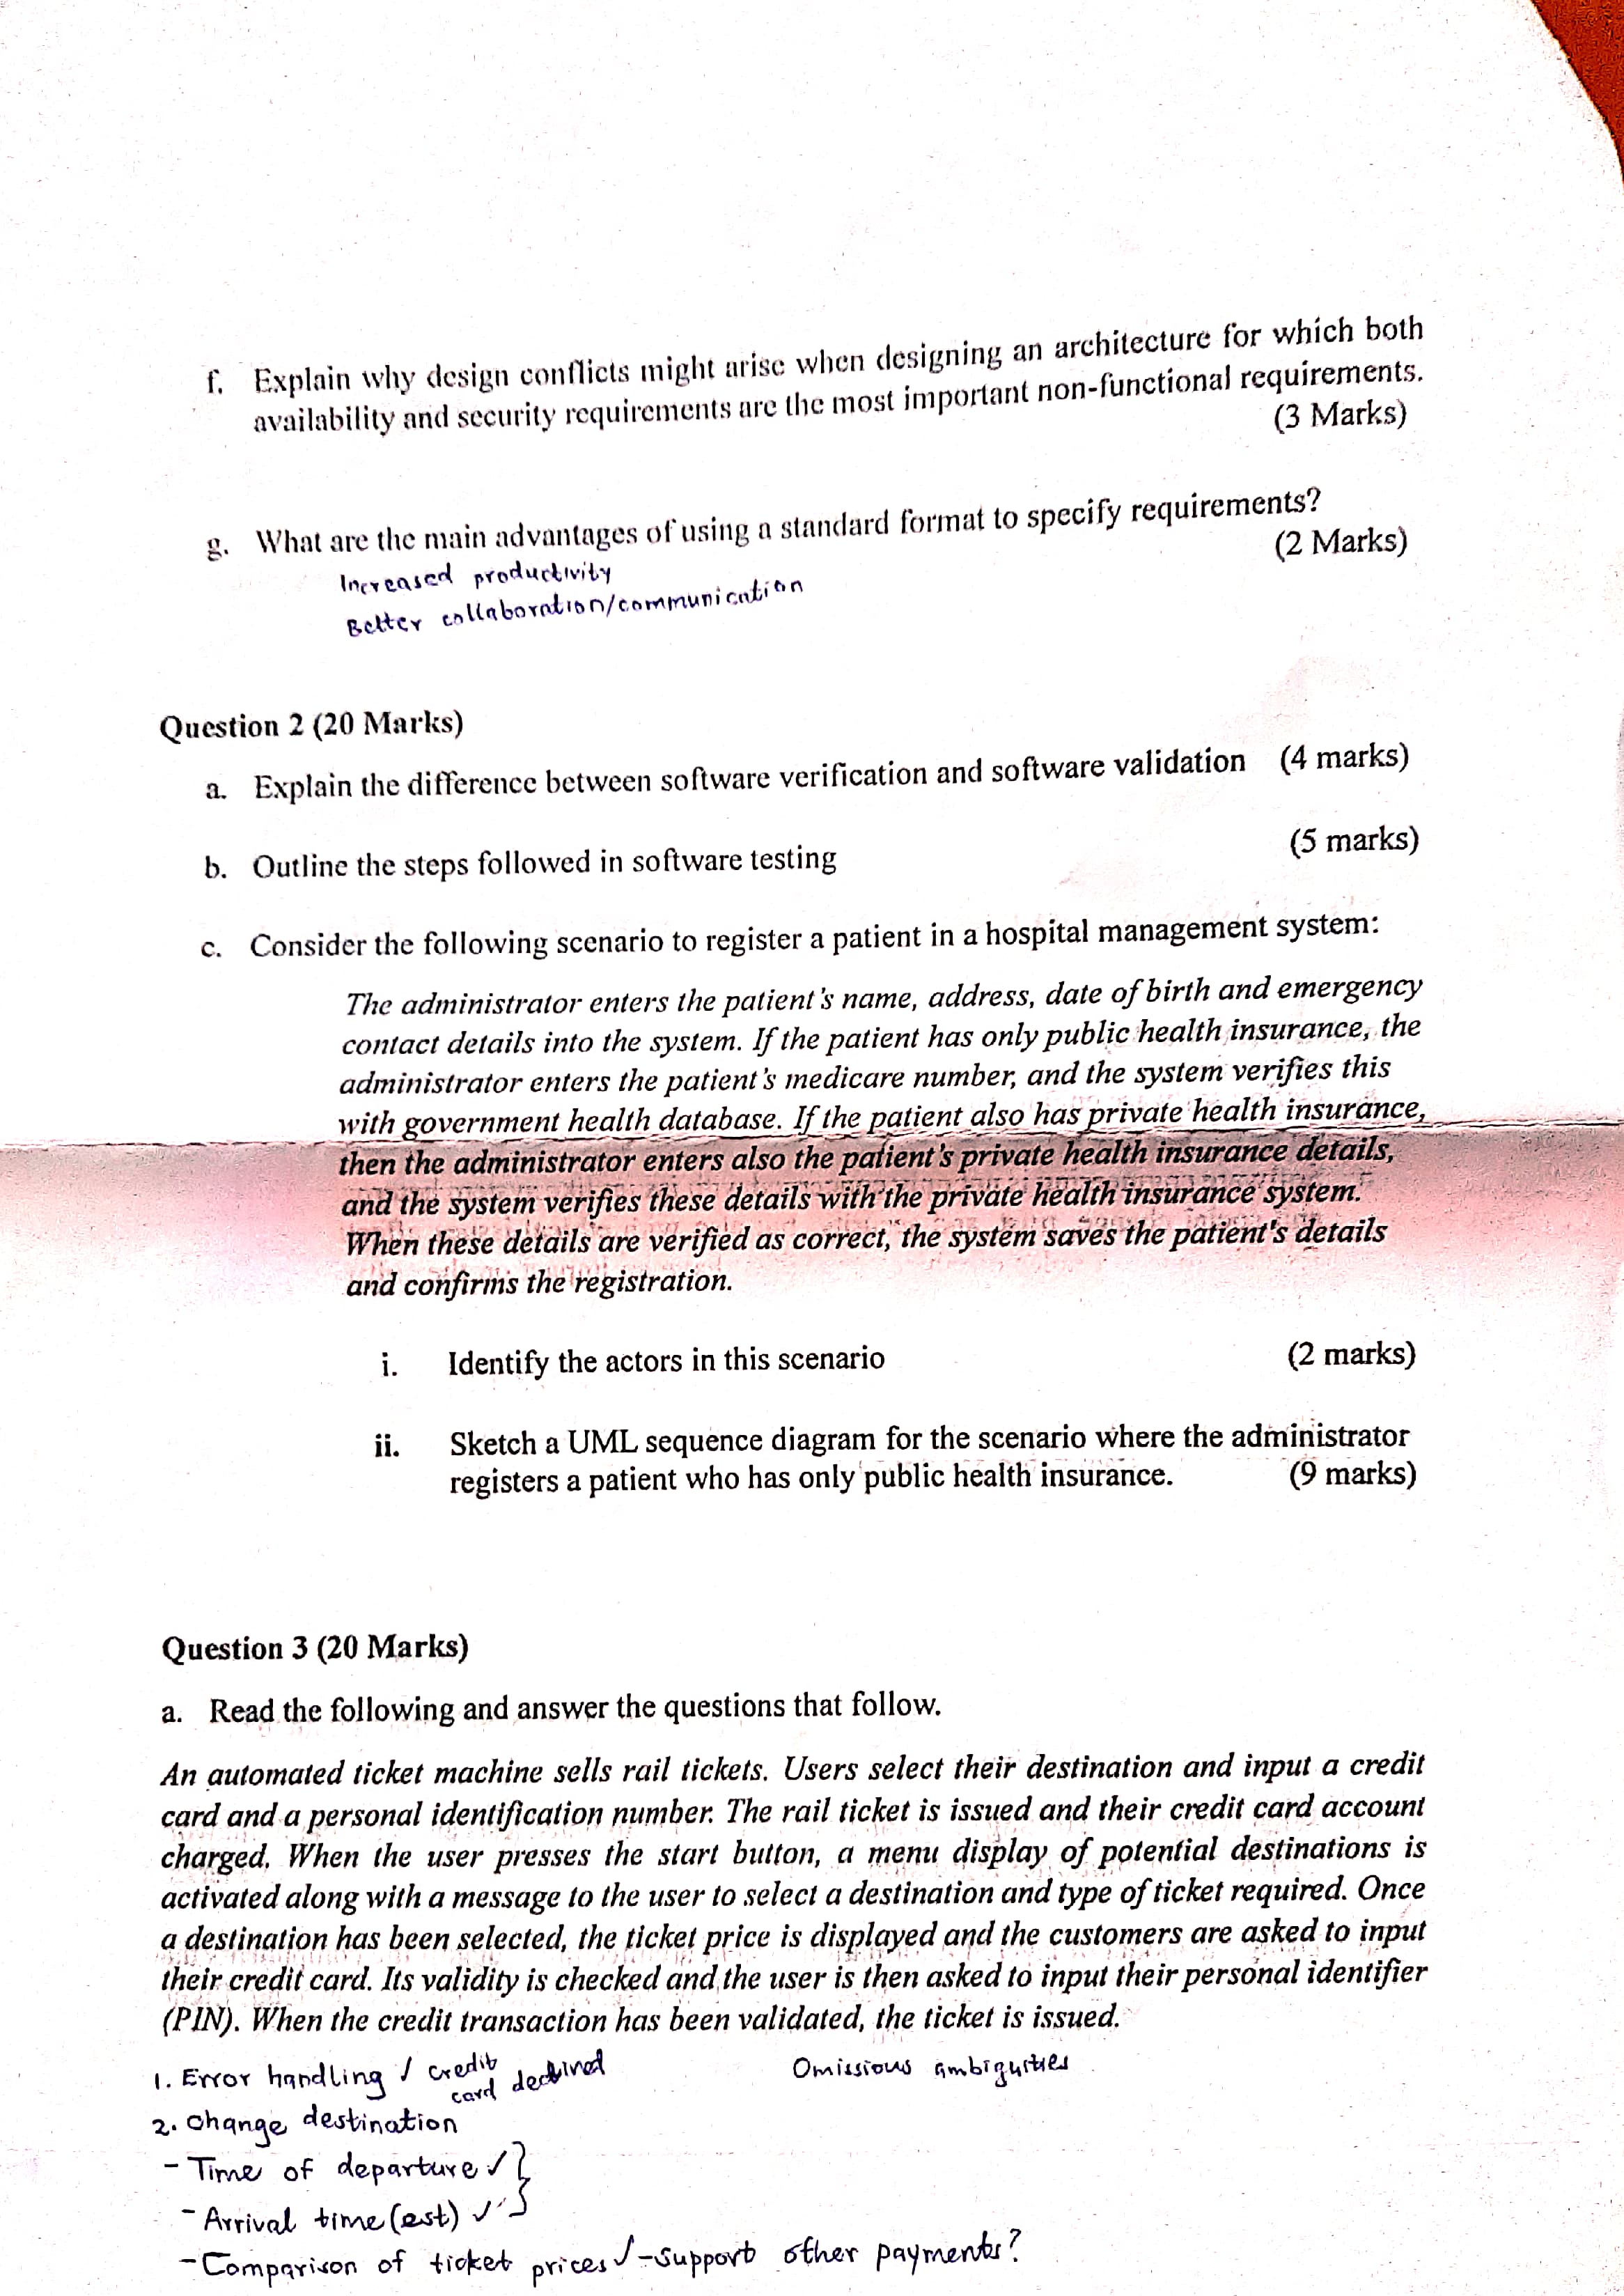 f. Explain why design conflicts might arise when designing an architecture for which both
availability and security requirements are the most important non-functional requirements.
(3 Marks)
g. What are the main advantages of using a standard format to specify requirements?
(2 Marks)
Increased productivity
Better collaboration/communication
Question 2 (20 Marks)
a. Explain the difference between software verification and software validation (4 marks)
b. Outline the steps followed in software testing (5 marks)
c. Consider the following scenario to register a patient in a hospital management system:
The administrator enters the patient's name, address, date of birth and emergency
contact details into the system. If the patient has only public health insurance, the
administrator enters the patient's medicare number, and the system verifies this
with government health database. If the patient also has private health insurance,
then the administrator enters also the patient's private health insurance details,
and the system verifies these details with the private health insurance system.
When these details are verified as correct, the system saves the patient's details
and confirms the registration.
i. Identify the actors in this scenario (2 marks)
ii. Sketch a UML sequence diagram for the scenario where the administrator
registers a patient who has only public health insurance. (9 marks)
Question 3 (20 Marks)
a. Read the following and answer the questions that follow.
An automated ticket machine sells rail tickets. Users select their destination and input a credit
card and a personal identification number. The rail ticket is issued and their credit card account
charged. When the user presses the start button, a menu display of potential destinations is
activated along with a message to the user to select a destination and type of ticket required. Once
a destination has been selected, the ticket price is displayed and the customers are asked to input
their credit card. Its validity is checked and the user is then asked to input their personal identifier
(PIN). When the credit transaction has been validated, the ticket is issued.
1. Error handling / credit card declined
Omissions ambiguities
2. Change destination
- Time of departure ✓ }
- Arrival time (est) ✓
- Comparison of ticket prices ✓ - Support other payments?